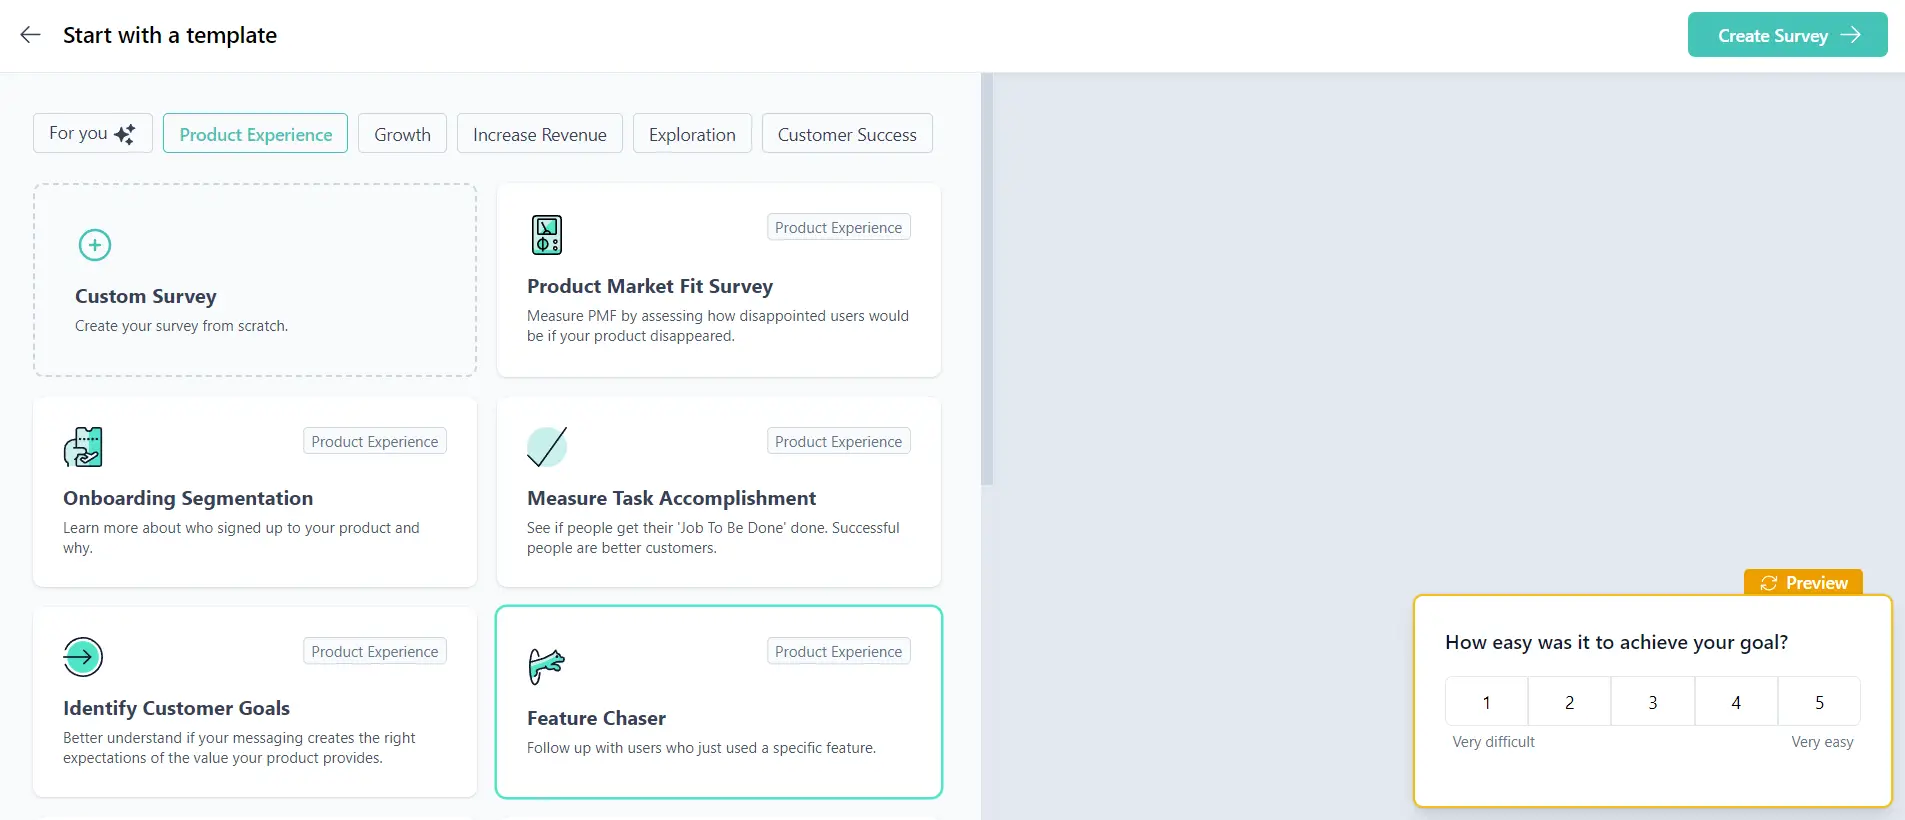 Start with a template
Create Survey
For you
Product Experience
Growth
Increase Revenue
Exploration
Customer Success
Custom Survey
Create your survey from scratch.
Product Experience
Product Market Fit Survey
Measure PMF by assessing how disappointed users would
be if your product disappeared.
Product Experience
Onboarding Segmentation
Learn more about who signed up to your product and
why.
Product Experience
Measure Task Accomplishment
See if people get their 'Job To Be Done' done. Successful
people are better customers.
Product Experience
Identify Customer Goals
Better understand if your messaging creates the right
expectations of the value your product provides.
Product Experience
Feature Chaser
Follow up with users who just used a specific feature.
Preview
How easy was it to achieve your goal?
1 2 3 4 5
Very difficult
Very easy